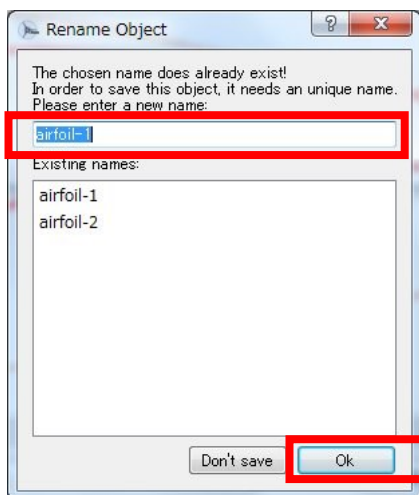 Rename Object
The chosen name does already exist!
In order to save this object, it needs an unique name.
Please enter a new name:
airfoil-1
Existing names:
airfoil-1
airfoil-2
Don't save
Ok